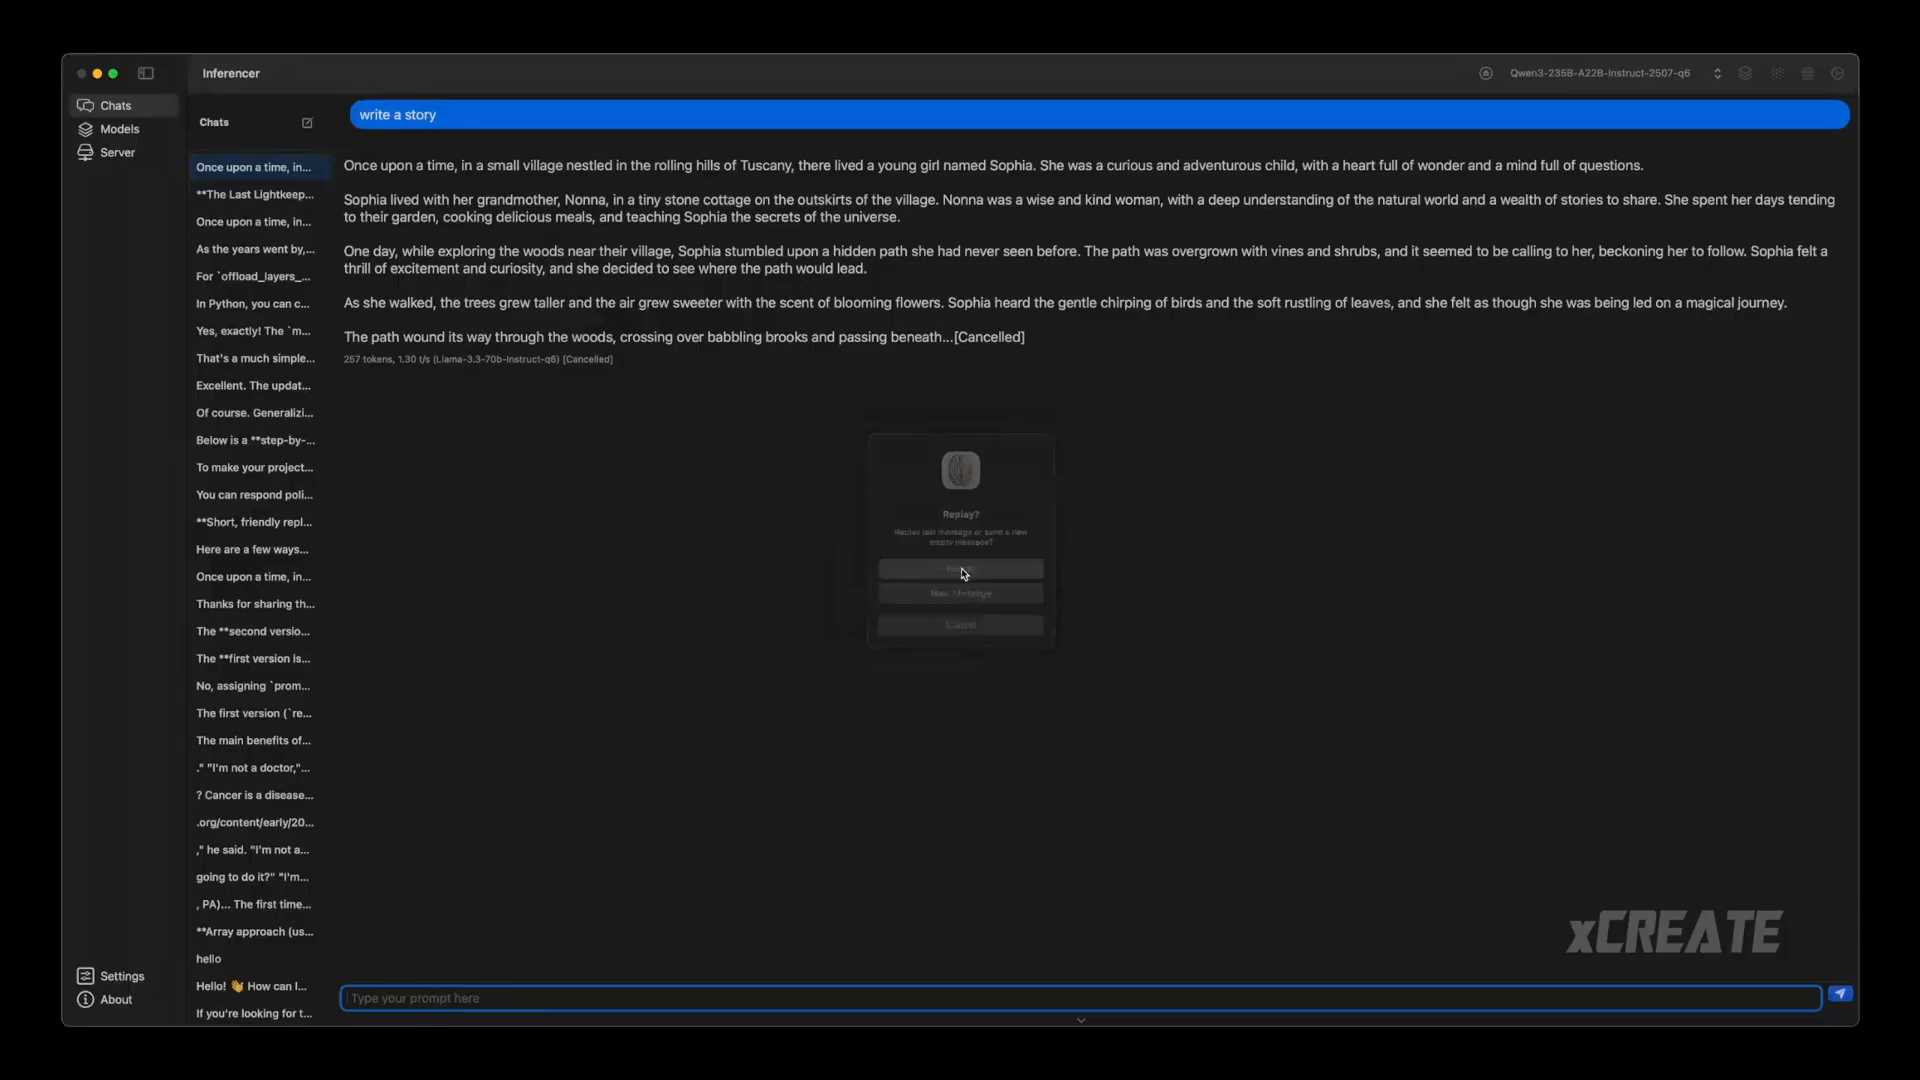 Inferencer
Qwen3-235B-A22B-Instruct-2507-q6
Chats
Models
Server
Chats
Once upon a time, in...
**The Last Lightkeep...
Once upon a time, in...
As the years went by,...
For `offload_layers_...
In Python, you can c...
Yes, exactly! The `m...
That's a much simple...
Excellent. The updat...
Of course. Generalizi...
Below is a **step-by-...
To make your project...
You can respond poli...
**Short, friendly repl...
Here are a few ways...
Once upon a time, in...
Thanks for sharing th...
The **second versio...
The **first version is...
No, assigning `prom...
The first version (`re...
The main benefits of...
." "I'm not a doctor,"...
? Cancer is a disease...
.org/content/early/20...
," he said. "I'm not a...
going to do it?" "I'm...
, PA)... The first time...
**Array approach (us...
hello
Hello! 👋 How can I...
If you're looking for t...
Settings
About
write a story
Once upon a time, in a small village nestled in the rolling hills of Tuscany, there lived a young girl named Sophia. She was a curious and adventurous child, with a heart full of wonder and a mind full of questions.
Sophia lived with her grandmother, Nonna, in a tiny stone cottage on the outskirts of the village. Nonna was a wise and kind woman, with a deep understanding of the natural world and a wealth of stories to share. She spent her days tending
to their garden, cooking delicious meals, and teaching Sophia the secrets of the universe.
One day, while exploring the woods near their village, Sophia stumbled upon a hidden path she had never seen before. The path was overgrown with vines and shrubs, and it seemed to be calling to her, beckoning her to follow. Sophia felt a
thrill of excitement and curiosity, and she decided to see where the path would lead.
As she walked, the trees grew taller and the air grew sweeter with the scent of blooming flowers. Sophia heard the gentle chirping of birds and the soft rustling of leaves, and she felt as though she was being led on a magical journey.
The path wound its way through the woods, crossing over babbling brooks and passing beneath...[Cancelled]
257 tokens, 1.30 t/s (Llama-3.3-70b-Instruct-q6) [Cancelled]
Replay?
Replay last message or send a new
empty message?
New Message
Cancel
xCREATE
Type your prompt here